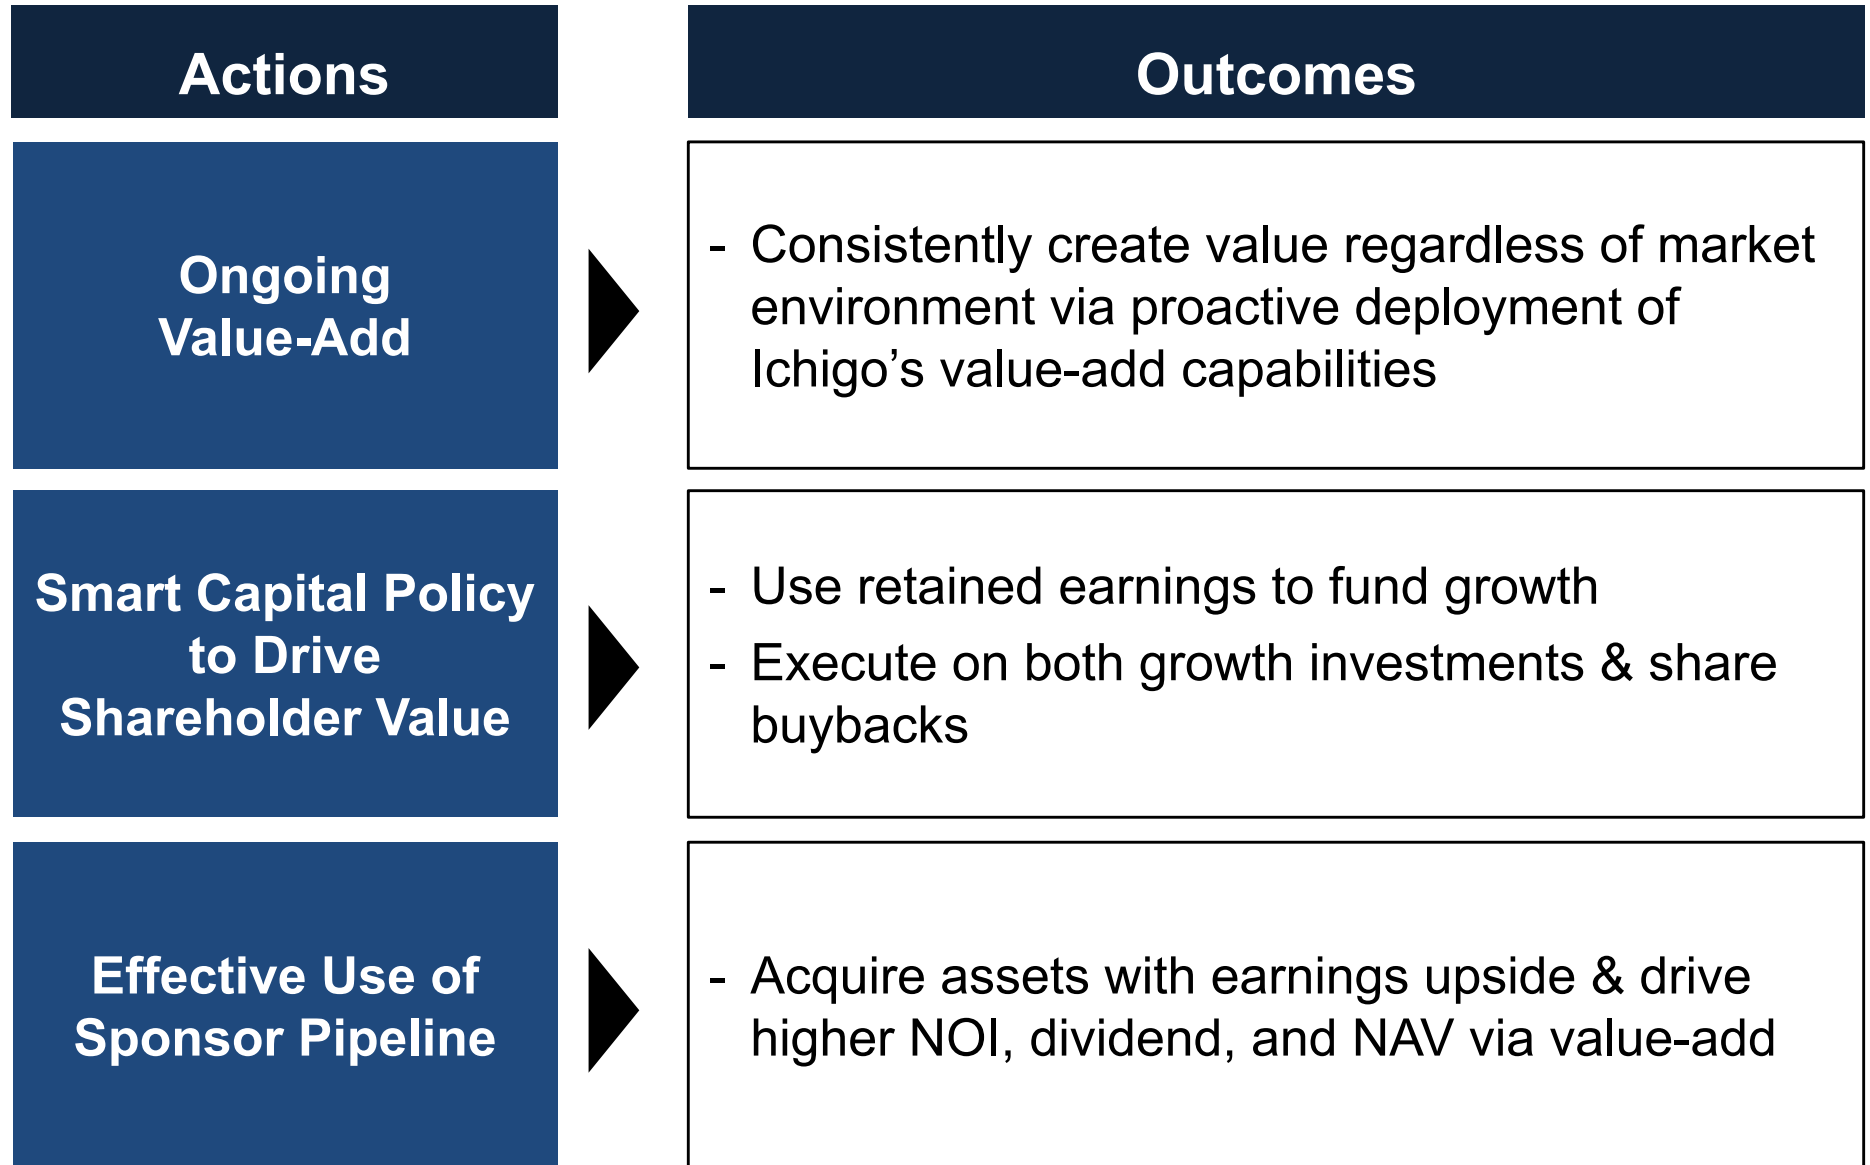 Actions
Outcomes
Ongoing
Value-Add
- Consistently create value regardless of market
environment via proactive deployment of
Ichigo’s value-add capabilities
Smart Capital Policy
to Drive
Shareholder Value
- Use retained earnings to fund growth
- Execute on both growth investments & share
buybacks
Effective Use of
Sponsor Pipeline
- Acquire assets with earnings upside & drive
higher NOI, dividend, and NAV via value-add